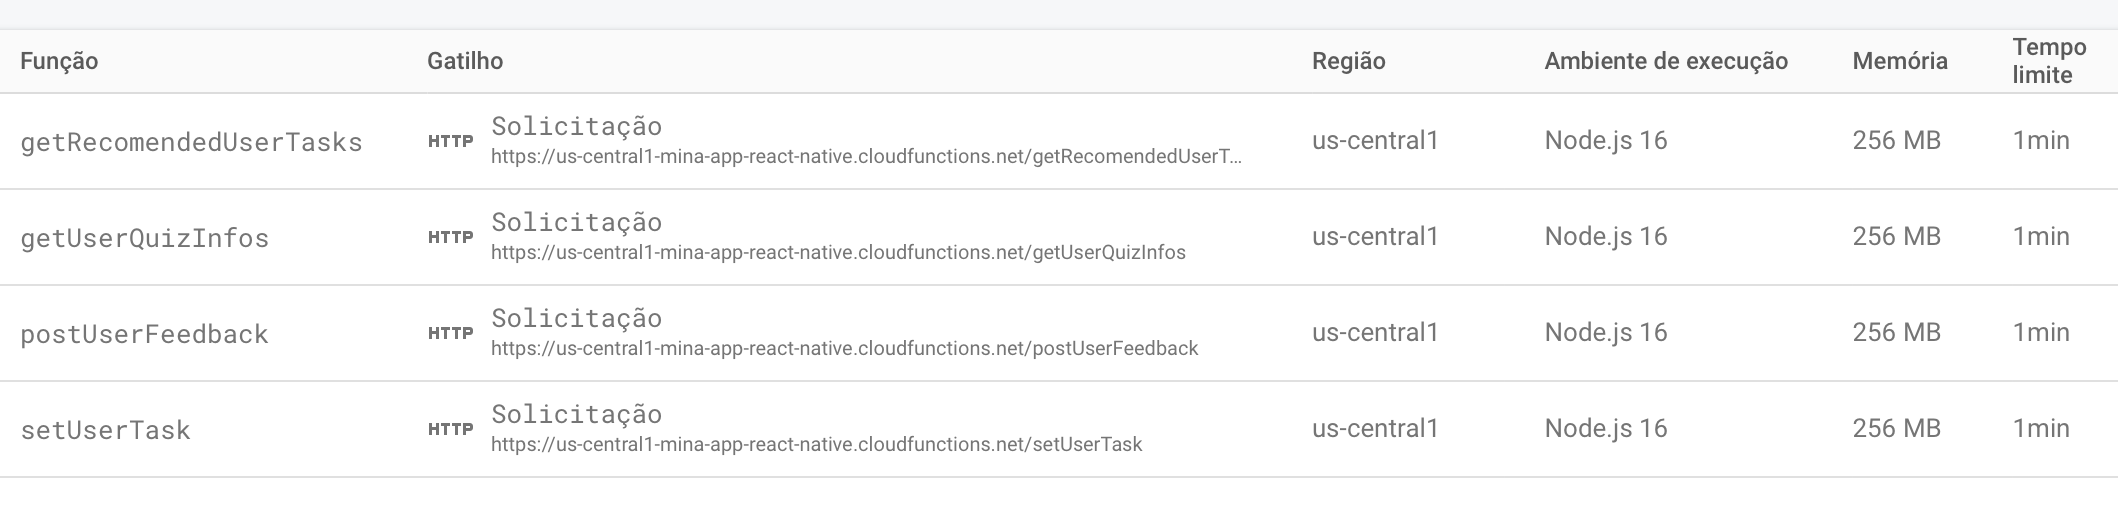 Função Gatilho Região Ambiente de execução Memória Tempo limite
getRecomendedUserTasks HTTP Solicitação us-central1 Node.js 16 256 MB 1min
https://us-central1-mina-app-react-native.cloudfunctions.net/getRecomendedUserT...
getUserQuizInfos HTTP Solicitação us-central1 Node.js 16 256 MB 1min
https://us-central1-mina-app-react-native.cloudfunctions.net/getUserQuizInfos
postUserFeedback HTTP Solicitação us-central1 Node.js 16 256 MB 1min
https://us-central1-mina-app-react-native.cloudfunctions.net/postUserFeedback
setUserTask HTTP Solicitação us-central1 Node.js 16 256 MB 1min
https://us-central1-mina-app-react-native.cloudfunctions.net/setUserTask